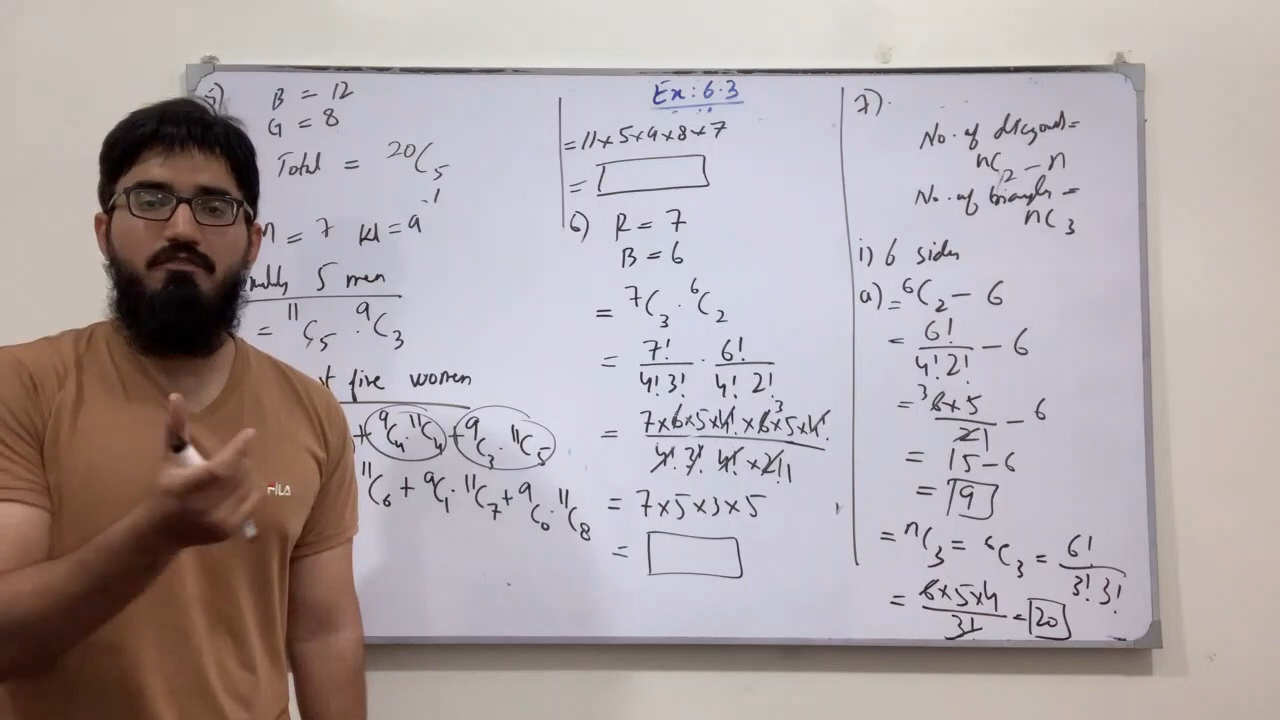 Ex: 6.3
B = 12
G = 8
Total = 20C5
= 7
5 men
= 11C5 . 9C3
five women
+ 9C4 . 11C4 + 9C3 . 11C5
11C6 + 9C1 . 11C7 + 9C0 . 11C8
= 11×5×9×8×7
=
6) R = 7
B = 6
= 7C3 . 6C2
= 7!/4! 3! . 6!/4! 2!
= 7×6×5×4!×6×5×4!/4! 3! 4! ×2!
= 7×5×3×5
=
7).
No. of diagonals =
nC2 - n
No. of triangles =
nC3
i) 6 sides
a) = 6C2 - 6
= 6!/4! 2! - 6
= 6×5/2! - 6
= 15 - 6
= 9
= nC3 = 6C3 = 6!/3! 3!
= 6×5×4/3! = 20
FILA